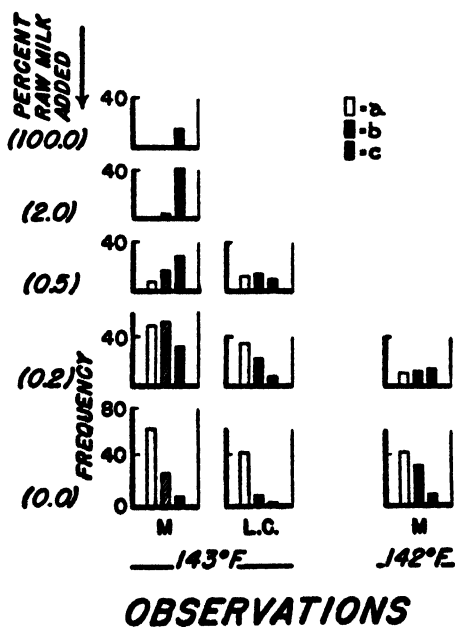 PERCENT
RAW MILK
ADDED
40
(100.0)
▯=a
▮=b
▮=c
40
(2.0)
40
(0.5)
40
(0.2)
FREQUENCY
80
40
(0.0)
0
M
L.C.
M
143°F
142°F
OBSERVATIONS